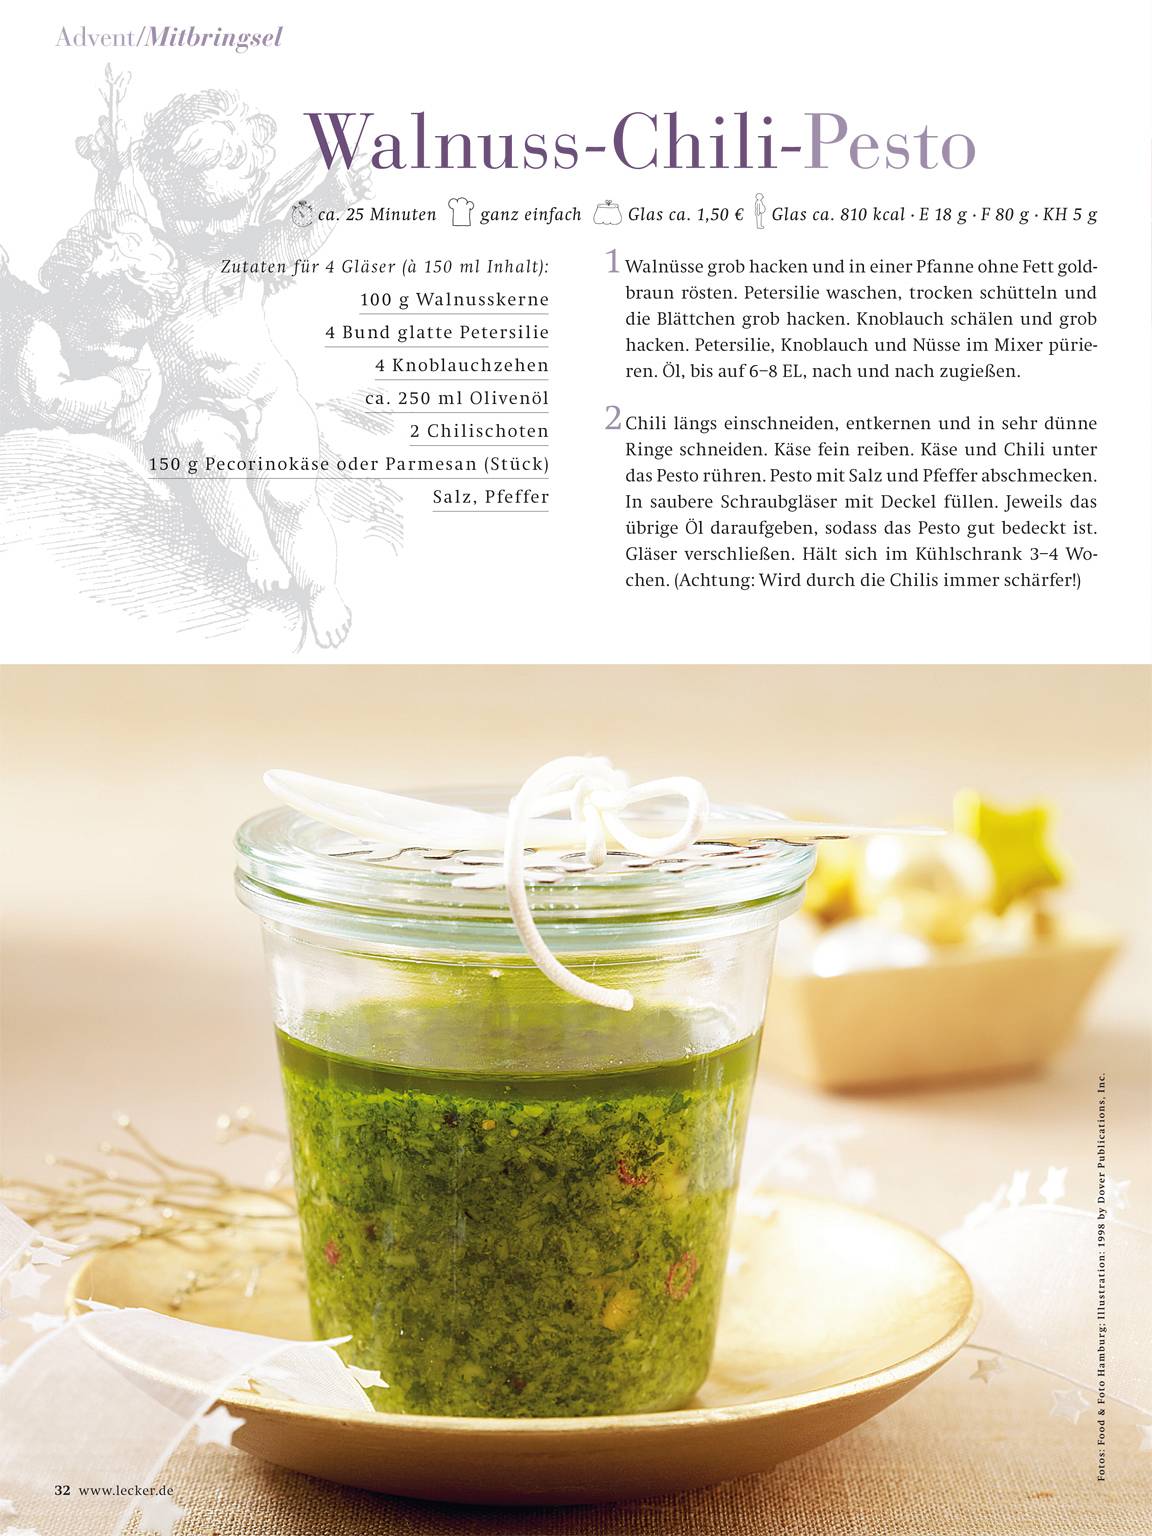 Advent/Mitbringsel
Walnuss-Chili-Pesto
ca. 25 Minuten ganz einfach Glas ca. 1,50 € Glas ca. 810 kcal · E 18 g · F 80 g · KH 5 g
Zutaten für 4 Gläser (à 150 ml Inhalt):
100 g Walnusskerne
4 Bund glatte Petersilie
4 Knoblauchzehen
ca. 250 ml Olivenöl
2 Chilischoten
150 g Pecorinokäse oder Parmesan (Stück)
Salz, Pfeffer
1 Walnüsse grob hacken und in einer Pfanne ohne Fett gold-
braun rösten. Petersilie waschen, trocken schütteln und
die Blättchen grob hacken. Knoblauch schälen und grob
hacken. Petersilie, Knoblauch und Nüsse im Mixer pürie-
ren. Öl, bis auf 6–8 EL, nach und nach zugießen.
2 Chili längs einschneiden, entkernen und in sehr dünne
Ringe schneiden. Käse fein reiben. Käse und Chili unter
das Pesto rühren. Pesto mit Salz und Pfeffer abschmecken.
In saubere Schraubgläser mit Deckel füllen. Jeweils das
übrige Öl daraufgeben, sodass das Pesto gut bedeckt ist.
Gläser verschließen. Hält sich im Kühlschrank 3–4 Wo-
chen. (Achtung: Wird durch die Chilis immer schärfer!)
Fotos: Food & Foto Hamburg; Illustration: 1998 by Dover Publications, Inc.
32 www.lecker.de